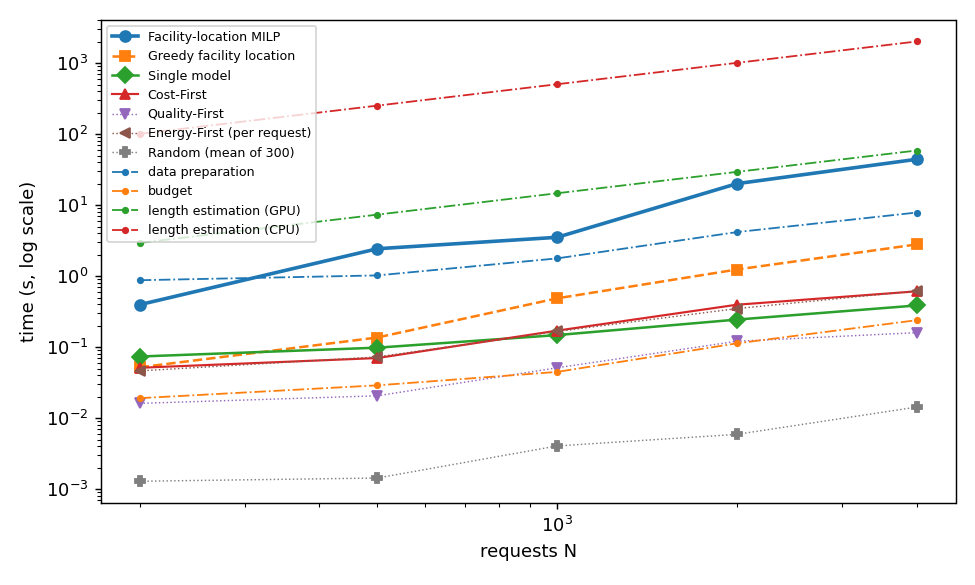 Facility-location MILP
Greedy facility location
Single model
Cost-First
Quality-First
Energy-First (per request)
Random (mean of 300)
data preparation
budget
length estimation (GPU)
length estimation (CPU)
time (s, log scale)
10³
10²
10¹
10⁰
10⁻¹
10⁻²
10⁻³
10³
requests N